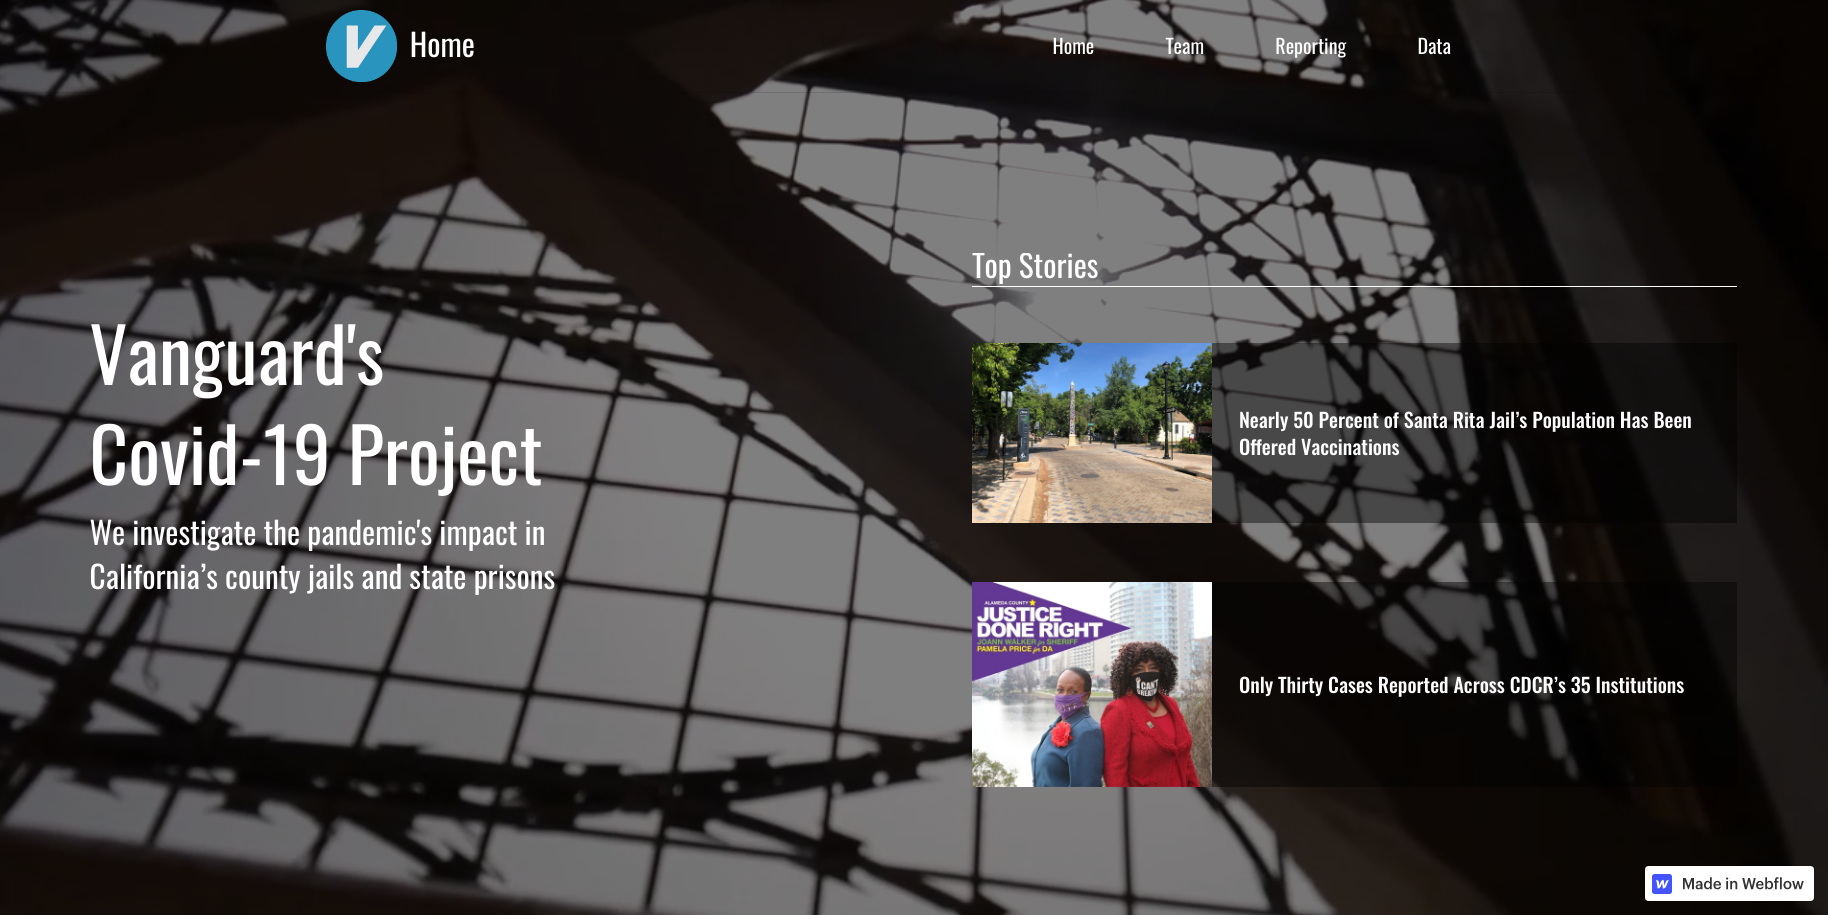 Home
Home
Team
Reporting
Data
Top Stories
Vanguard's
Covid-19 Project
We investigate the pandemic's impact in
California’s county jails and state prisons
Nearly 50 Percent of Santa Rita Jail’s Population Has Been
Offered Vaccinations
ALAMEDA COUNTY
JUSTICE
DONE RIGHT
JOANN WALKER for SHERIFF
PAMELA PRICE for DA
I CAN'T
BREATHE
Only Thirty Cases Reported Across CDCR’s 35 Institutions
Made in Webflow